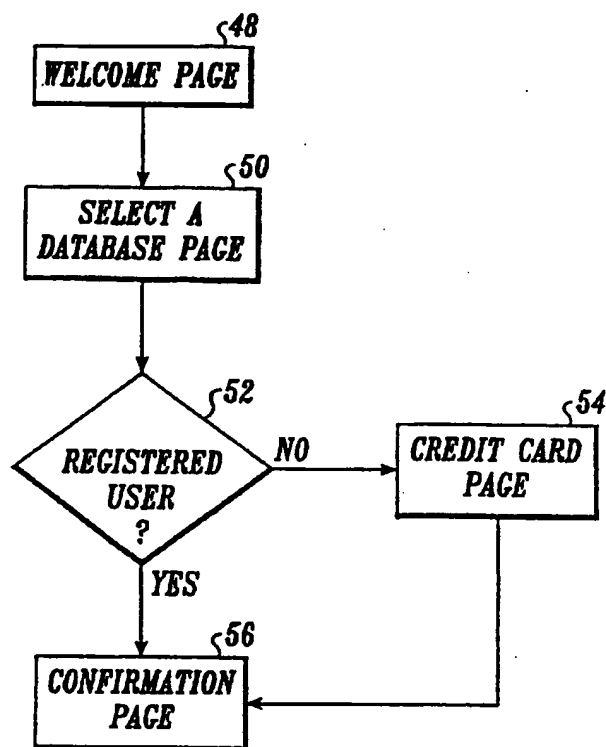 48
WELCOME PAGE
50
SELECT A
DATABASE PAGE
52
REGISTERED
USER
?
NO
54
CREDIT CARD
PAGE
YES
56
CONFIRMATION
PAGE